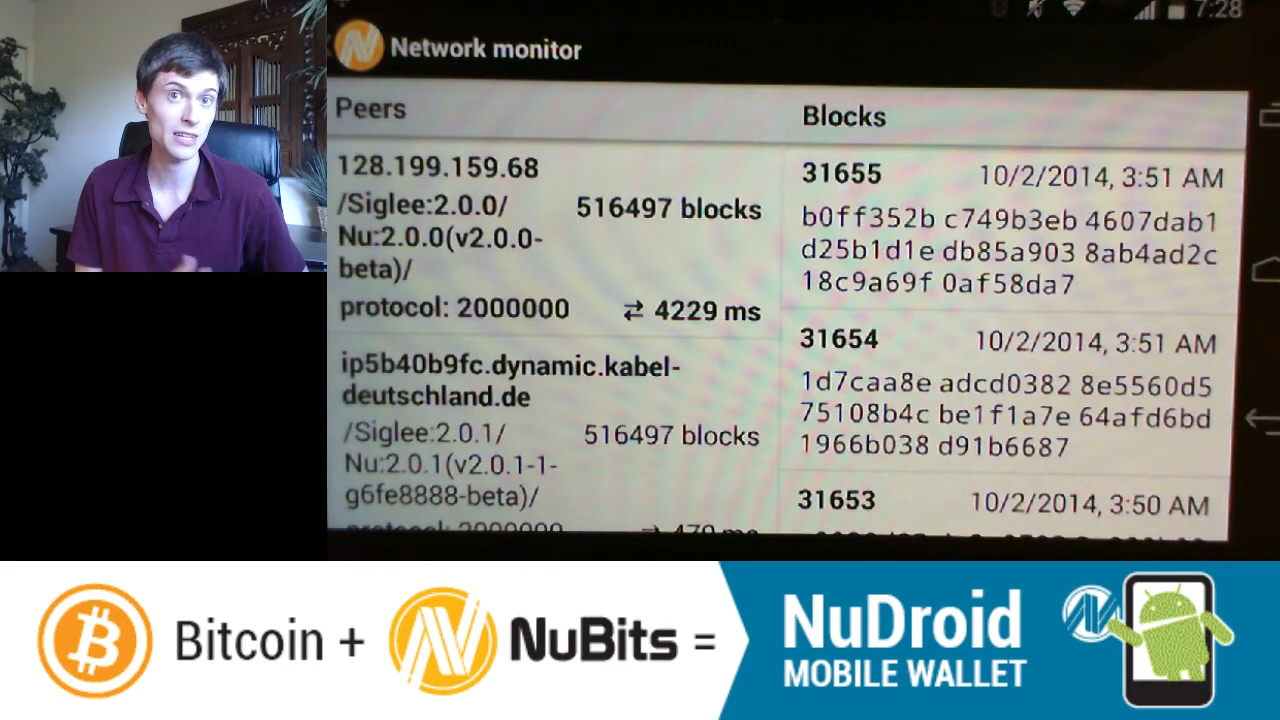 7:28
Network monitor
Peers
128.199.159.68
/Siglee:2.0.0/
Nu:2.0.0(v2.0.0-
beta)/
516497 blocks
protocol: 2000000
⇄ 4229 ms
ip5b40b9fc.dynamic.kabel-
deutschland.de
/Siglee:2.0.1/
Nu:2.0.1(v2.0.1-1-
g6fe8888-beta)/
516497 blocks
protocol: 2000000
479 ms
Blocks
31655 10/2/2014, 3:51 AM
b0ff352b c749b3eb 4607dab1
d25b1d1e db85a903 8ab4ad2c
18c9a69f 0af58da7
31654 10/2/2014, 3:51 AM
1d7caa8e adcd0382 8e5560d5
75108b4c be1f1a7e 64afd6bd
1966b038 d91b6687
31653 10/2/2014, 3:50 AM
Bitcoin + NuBits =
NuDroid
MOBILE WALLET